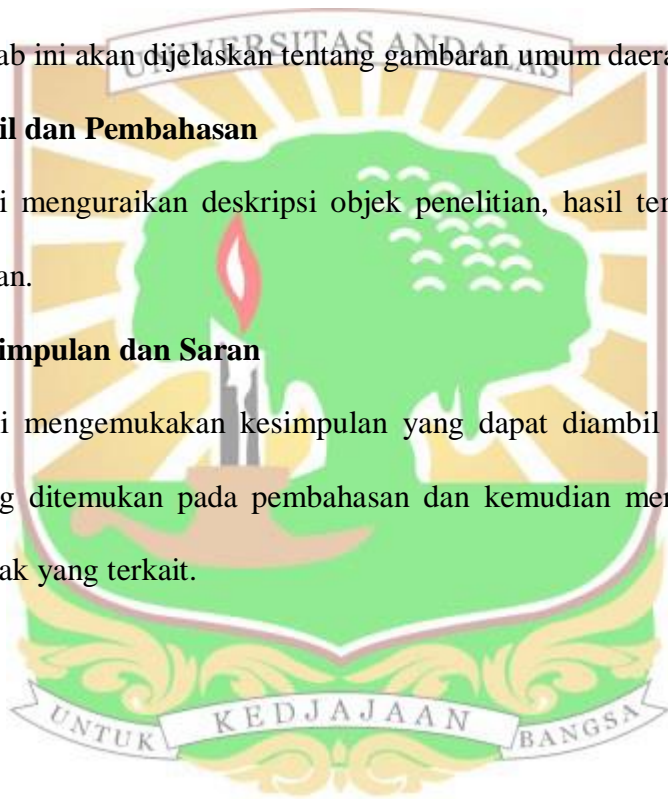 ab ini akan dijelaskan tentang gambaran umum daera
UNIVERSITAS ANDALAS
il dan Pembahasan
i menguraikan deskripsi objek penelitian, hasil ter
an.
impulan dan Saran
i mengemukakan kesimpulan yang dapat diambil
g ditemukan pada pembahasan dan kemudian mer
ak yang terkait.
UNTUK KEDJAJAAN BANGSA